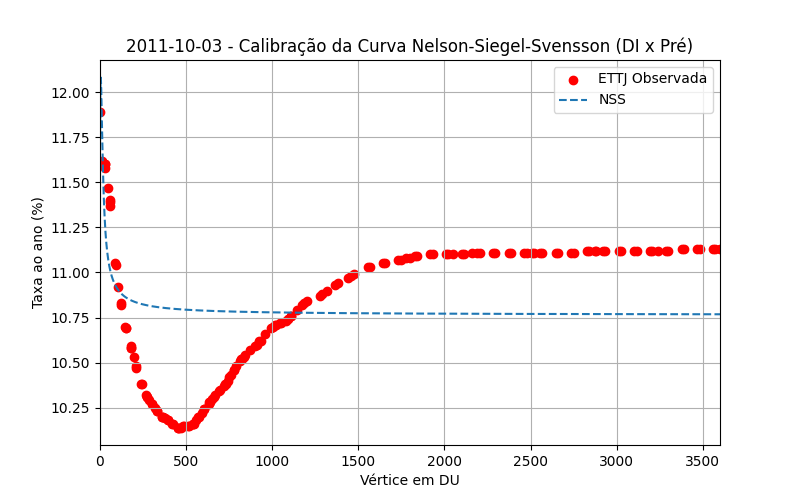 2011-10-03 - Calibração da Curva Nelson-Siegel-Svensson (DI x Pré)
ETTJ Observada
NSS
Taxa ao ano (%)
12.00
11.75
11.50
11.25
11.00
10.75
10.50
10.25
0 500 1000 1500 2000 2500 3000 3500
Vértice em DU